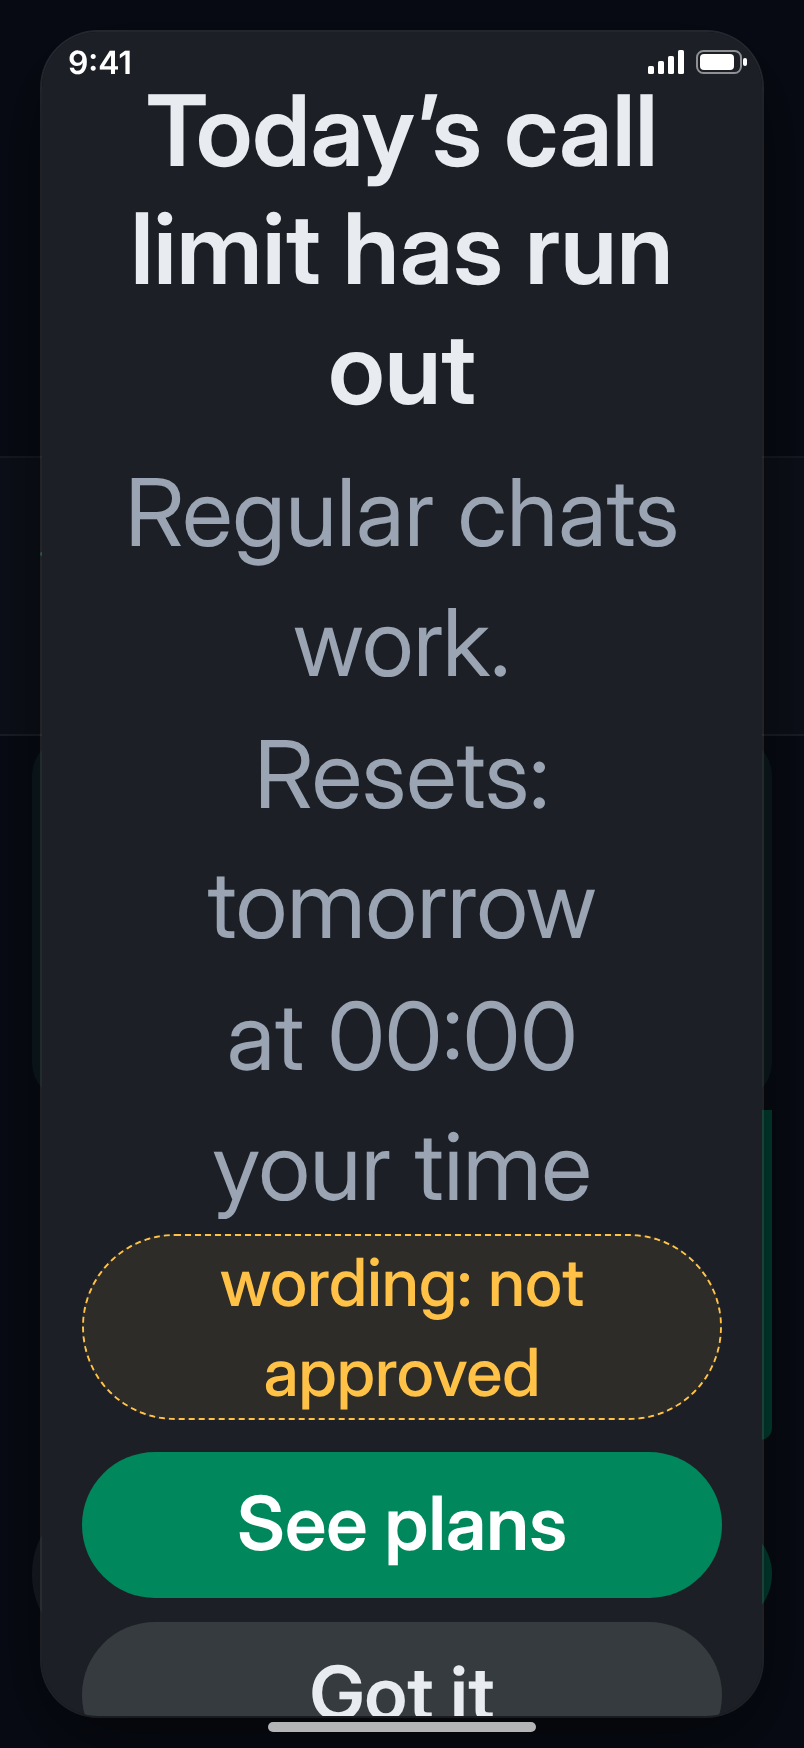 9:41
Today’s call
limit has run
out
Regular chats
work.
Resets:
tomorrow
at 00:00
your time
wording: not
approved
See plans
Got it